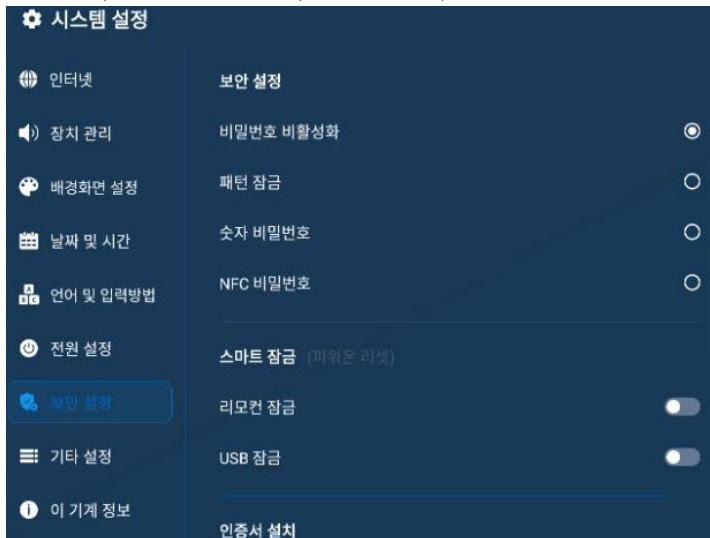 시스템 설정
인터넷
장치 관리
배경화면 설정
날짜 및 시간
언어 및 입력방법
전원 설정
보안 설정
기타 설정
이 기계 정보
보안 설정
비밀번호 비활성화
패턴 잠금
숫자 비밀번호
NFC 비밀번호
스마트 잠금 (파워온 리셋)
리모컨 잠금
USB 잠금
인증서 설치